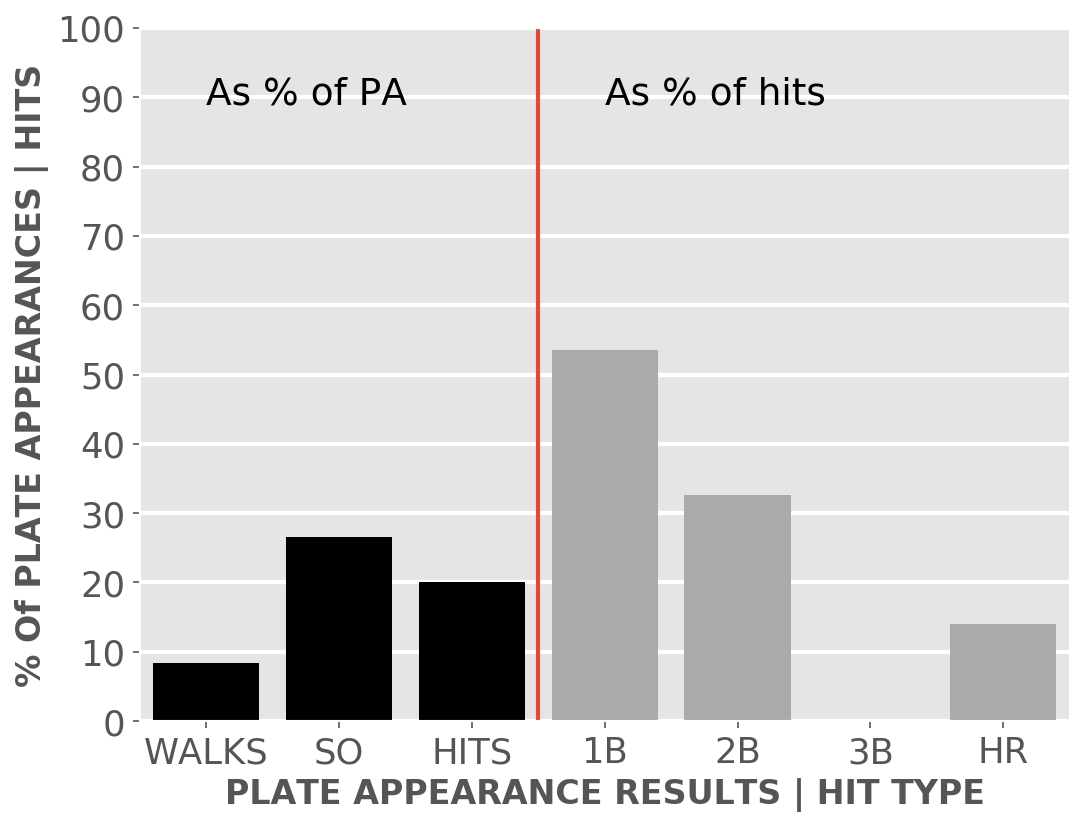 100
90
80
70
60
50
40
30
20
10
0
% Of PLATE APPEARANCES | HITS
As % of PA
As % of hits
WALKS SO HITS 1B 2B 3B HR
PLATE APPEARANCE RESULTS | HIT TYPE